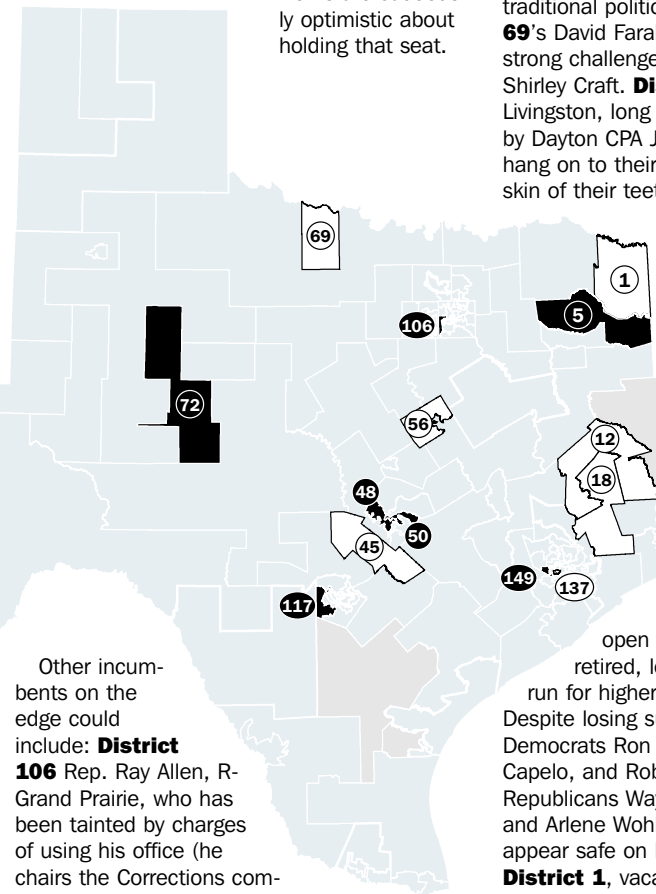 ly optimistic about
holding that seat.
traditional politic
69's David Fara
strong challenge
Shirley Craft. Di
Livingston, long
by Dayton CPA J
hang on to their
skin of their tee
69
1
5
106
72
56
12
18
48
50
45
149
137
117
Other incum-
bents on the
edge could
include: District
106 Rep. Ray Allen, R-
Grand Prairie, who has
been tainted by charges
of using his office (he
chairs the Corrections com-
open
retired, l
run for higher
Despite losing s
Democrats Ron
Capelo, and Rob
Republicans Way
and Arlene Woh
appear safe on
District 1, vaca